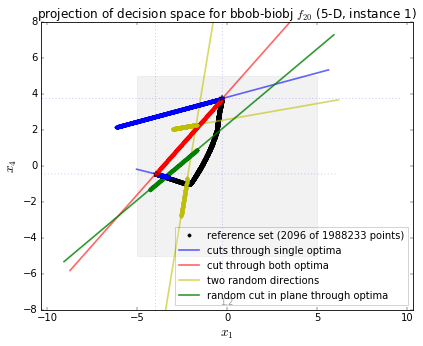 projection of decision space for bbob-biobj f₂₀ (5-D, instance 1)
8
6
4
2
0
−2
−4
−6
−8
x₄
reference set (2096 of 1988233 points)
cuts through single optima
cut through both optima
two random directions
random cut in plane through optima
1,2
−10
−5
0
5
10
x₁